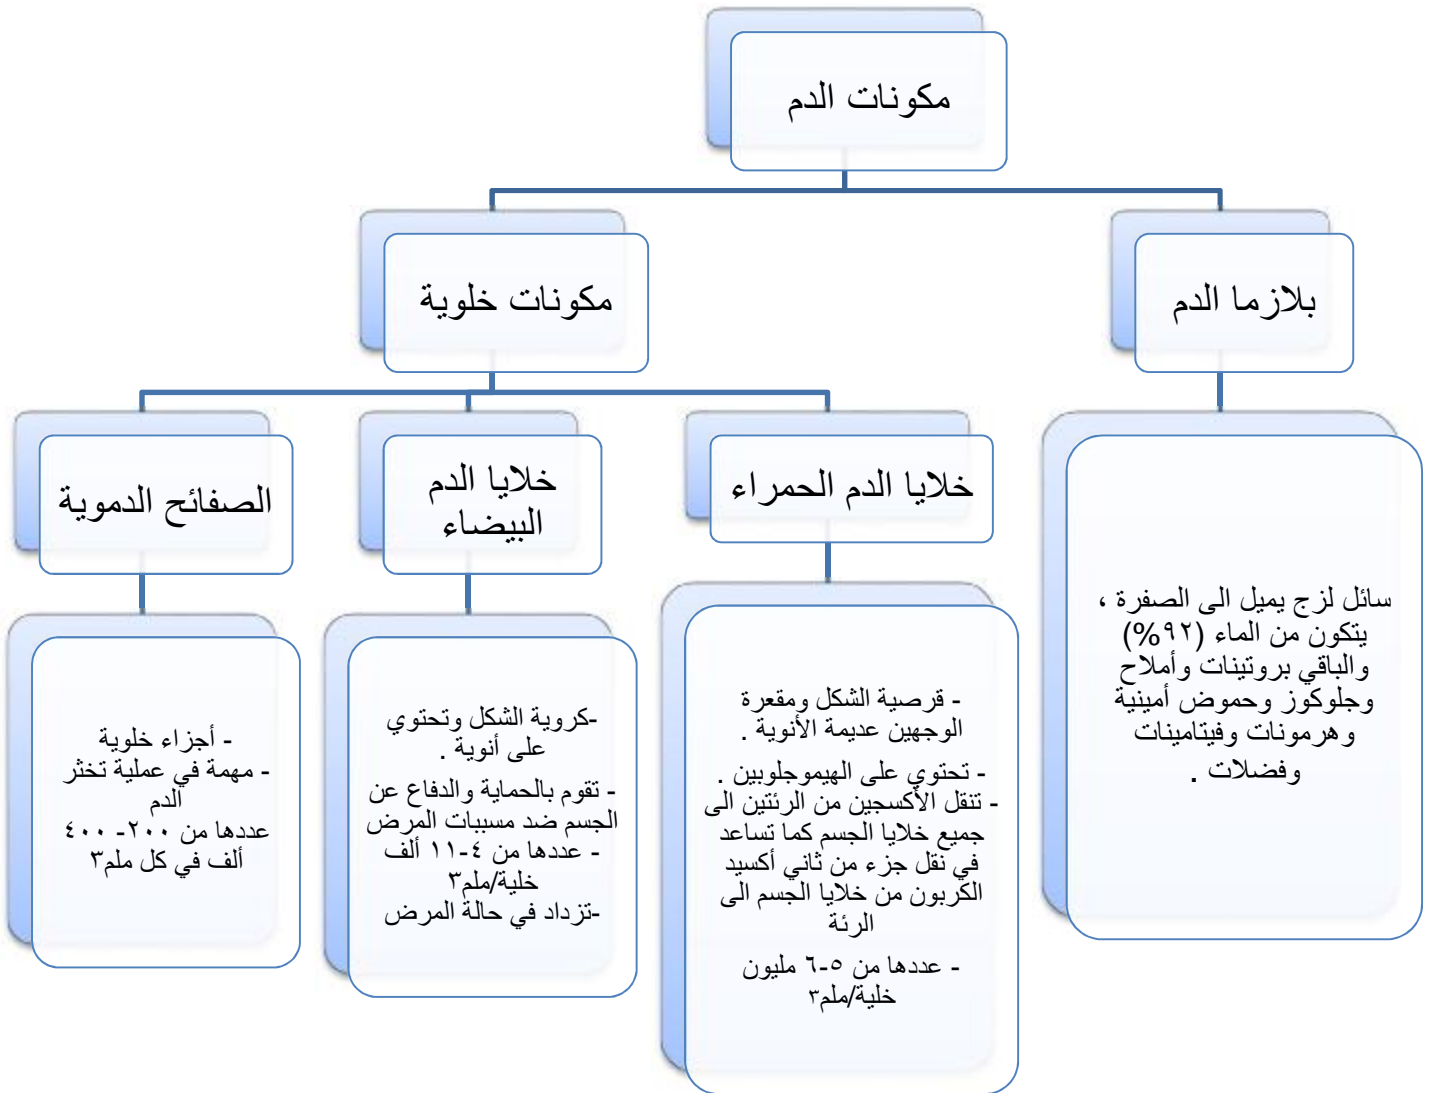 مكونات الدم
بلازما الدم
سائل لزج يميل الى الصفرة ،
يتكون من الماء (٩٢%)
والباقي بروتينات وأملاح
وجلوكوز وحموض أمينية
وهرمونات وفيتامينات
وفضلات .
مكونات خلوية
خلايا الدم الحمراء
- قرصية الشكل ومقعرة
الوجهين عديمة الأنوية .
- تحتوي على الهيموجلوبين .
- تنقل الأكسجين من الرئتين الى
جميع خلايا الجسم كما تساعد
في نقل جزء من ثاني أكسيد
الكربون من خلايا الجسم الى
الرئة
- عددها من ٥-٦ مليون
خلية/ملم٣
خلايا الدم
البيضاء
-كروية الشكل وتحتوي
على أنوية .
- تقوم بالحماية والدفاع عن
الجسم ضد مسببات المرض
- عددها من ٤-١١ ألف
خلية/ملم٣
-تزداد في حالة المرض
الصفائح الدموية
- أجزاء خلوية
- مهمة في عملية تخثر
الدم
عددها من ٢٠٠- ٤٠٠
ألف في كل ملم٣